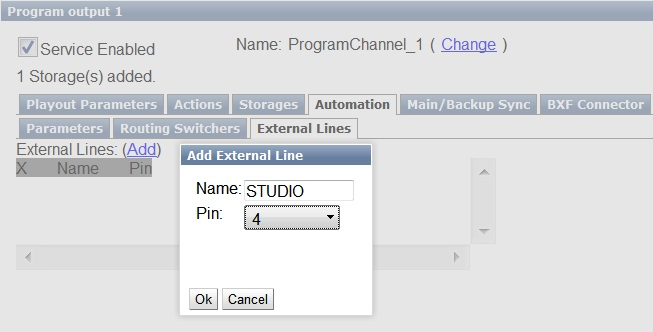 Program output 1
Service Enabled
Name: ProgramChannel_1 ( Change )
1 Storage(s) added.
Playout Parameters Actions Storages Automation Main/Backup Sync BXF Connector
Parameters Routing Switchers External Lines
External Lines: (Add)
X Name Pin
Add External Line
Name: STUDIO
Pin: 4
Ok Cancel